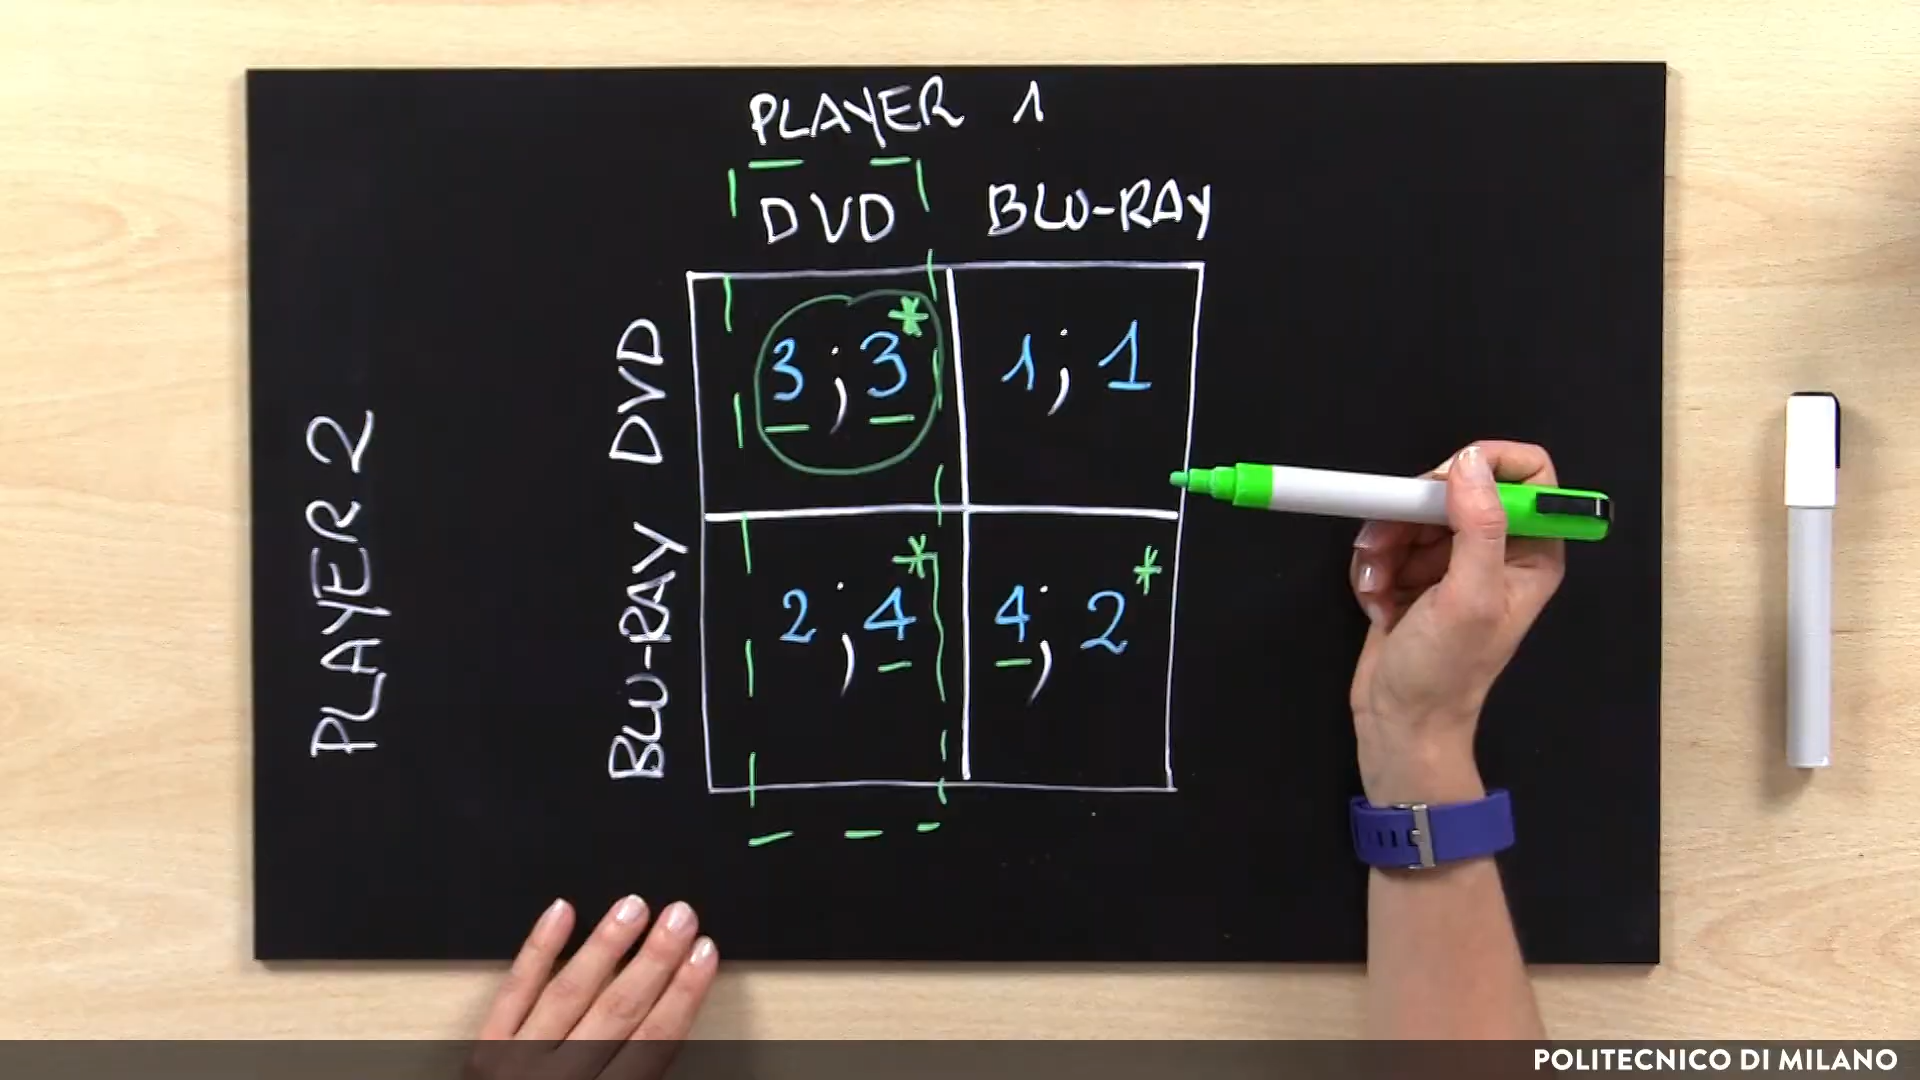 PLAYER 1
DVD BLU-RAY
PLAYER 2
DVD
3 ; 3*
1 ; 1
BLU-RAY
2 ; 4*
4 ; 2*
POLITECNICO DI MILANO